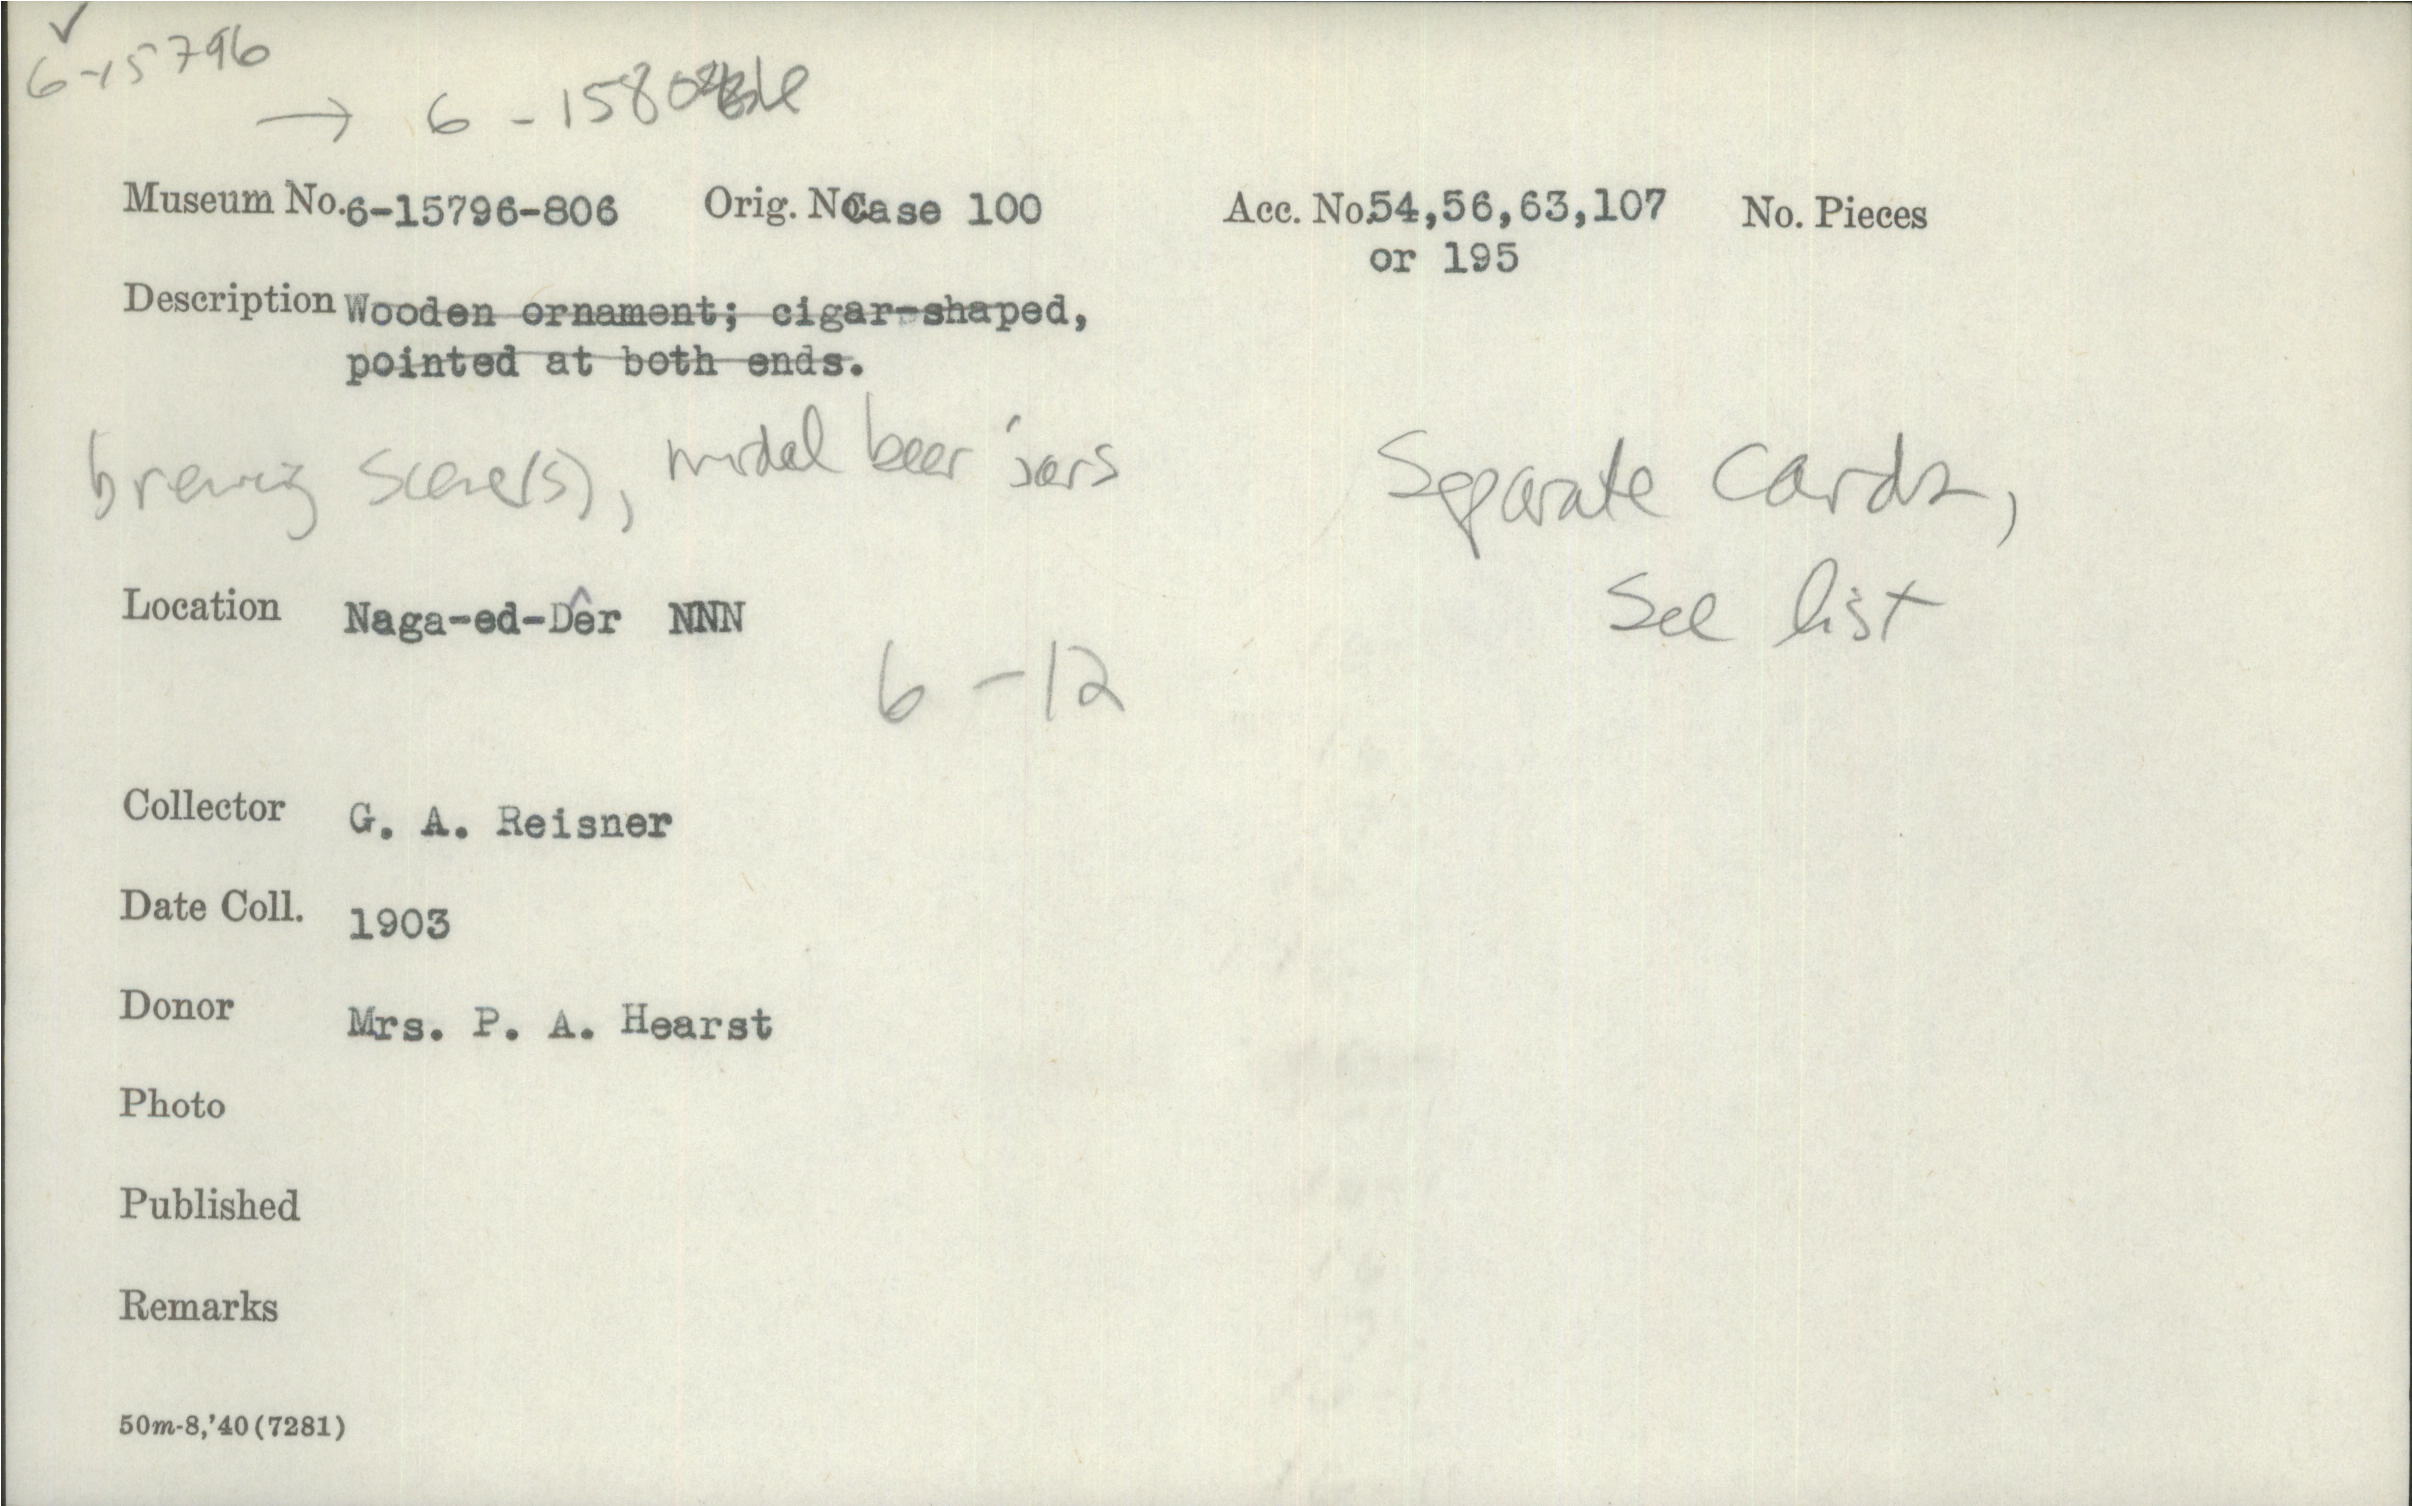 ✓
6-15796
→ 6-1580
Museum No. 6-15796-806 Orig. No. Case 100 Acc. No. 54,56,63,107 No. Pieces
or 195
Description Wooden ornament; cigar-shaped,
pointed at both ends.
brewing scene(s), model beer jars
Separate cards,
See list
Location Naga-ed-Dêr NNN
6-12
Collector G. A. Reisner
Date Coll. 1903
Donor Mrs. P. A. Hearst
Photo
Published
Remarks
50m-8,'40(7281)